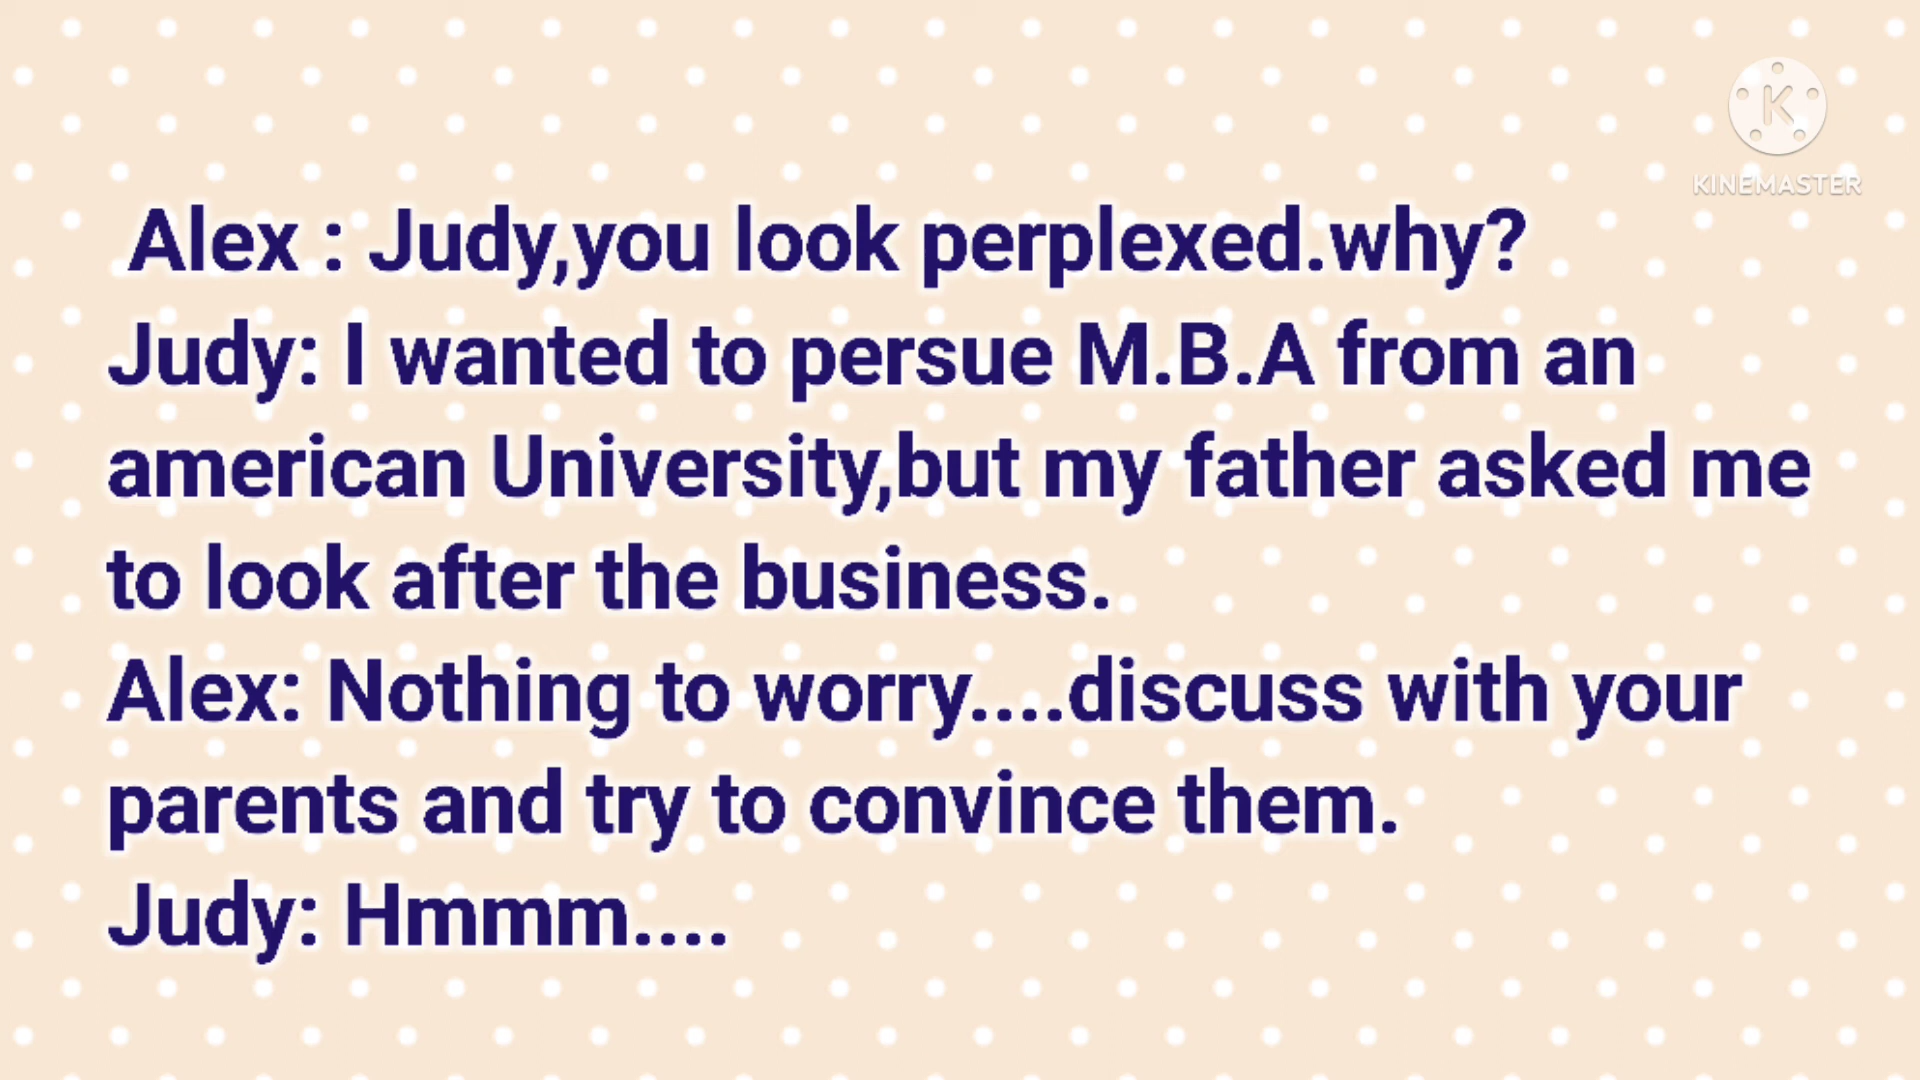 KINEMASTER
Alex : Judy,you look perplexed.why?
Judy: I wanted to persue M.B.A from an
american University,but my father asked me
to look after the business.
Alex: Nothing to worry....discuss with your
parents and try to convince them.
Judy: Hmmm....